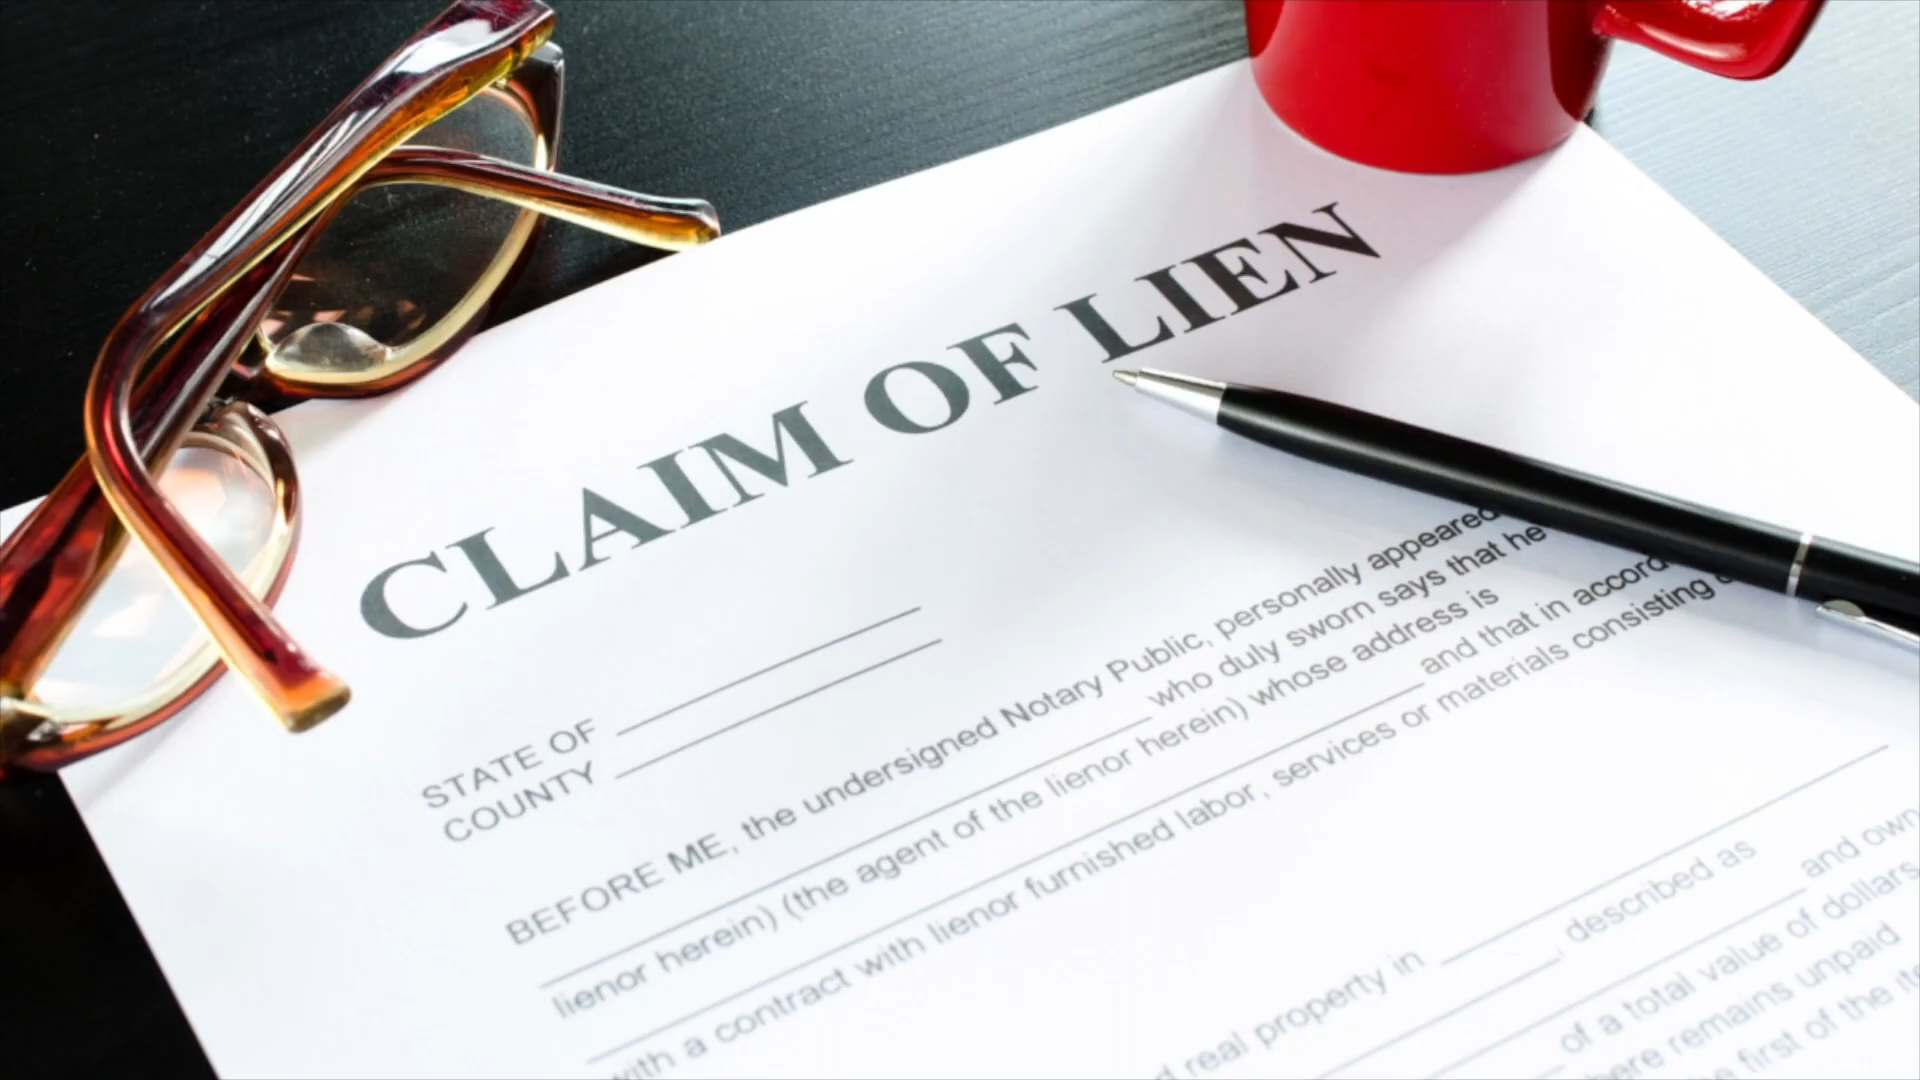 CLAIM OF LIEN
STATE OF
COUNTY
BEFORE ME, the undersigned Notary Public, personally appeared
who duly sworn says that he
lienor herein) (the agent of the lienor herein) whose address is
and that in accord
with a contract with lienor furnished labor, services or materials consisting
real property in , described as
and own
of a total value of dollars
there remains unpaid
first of the